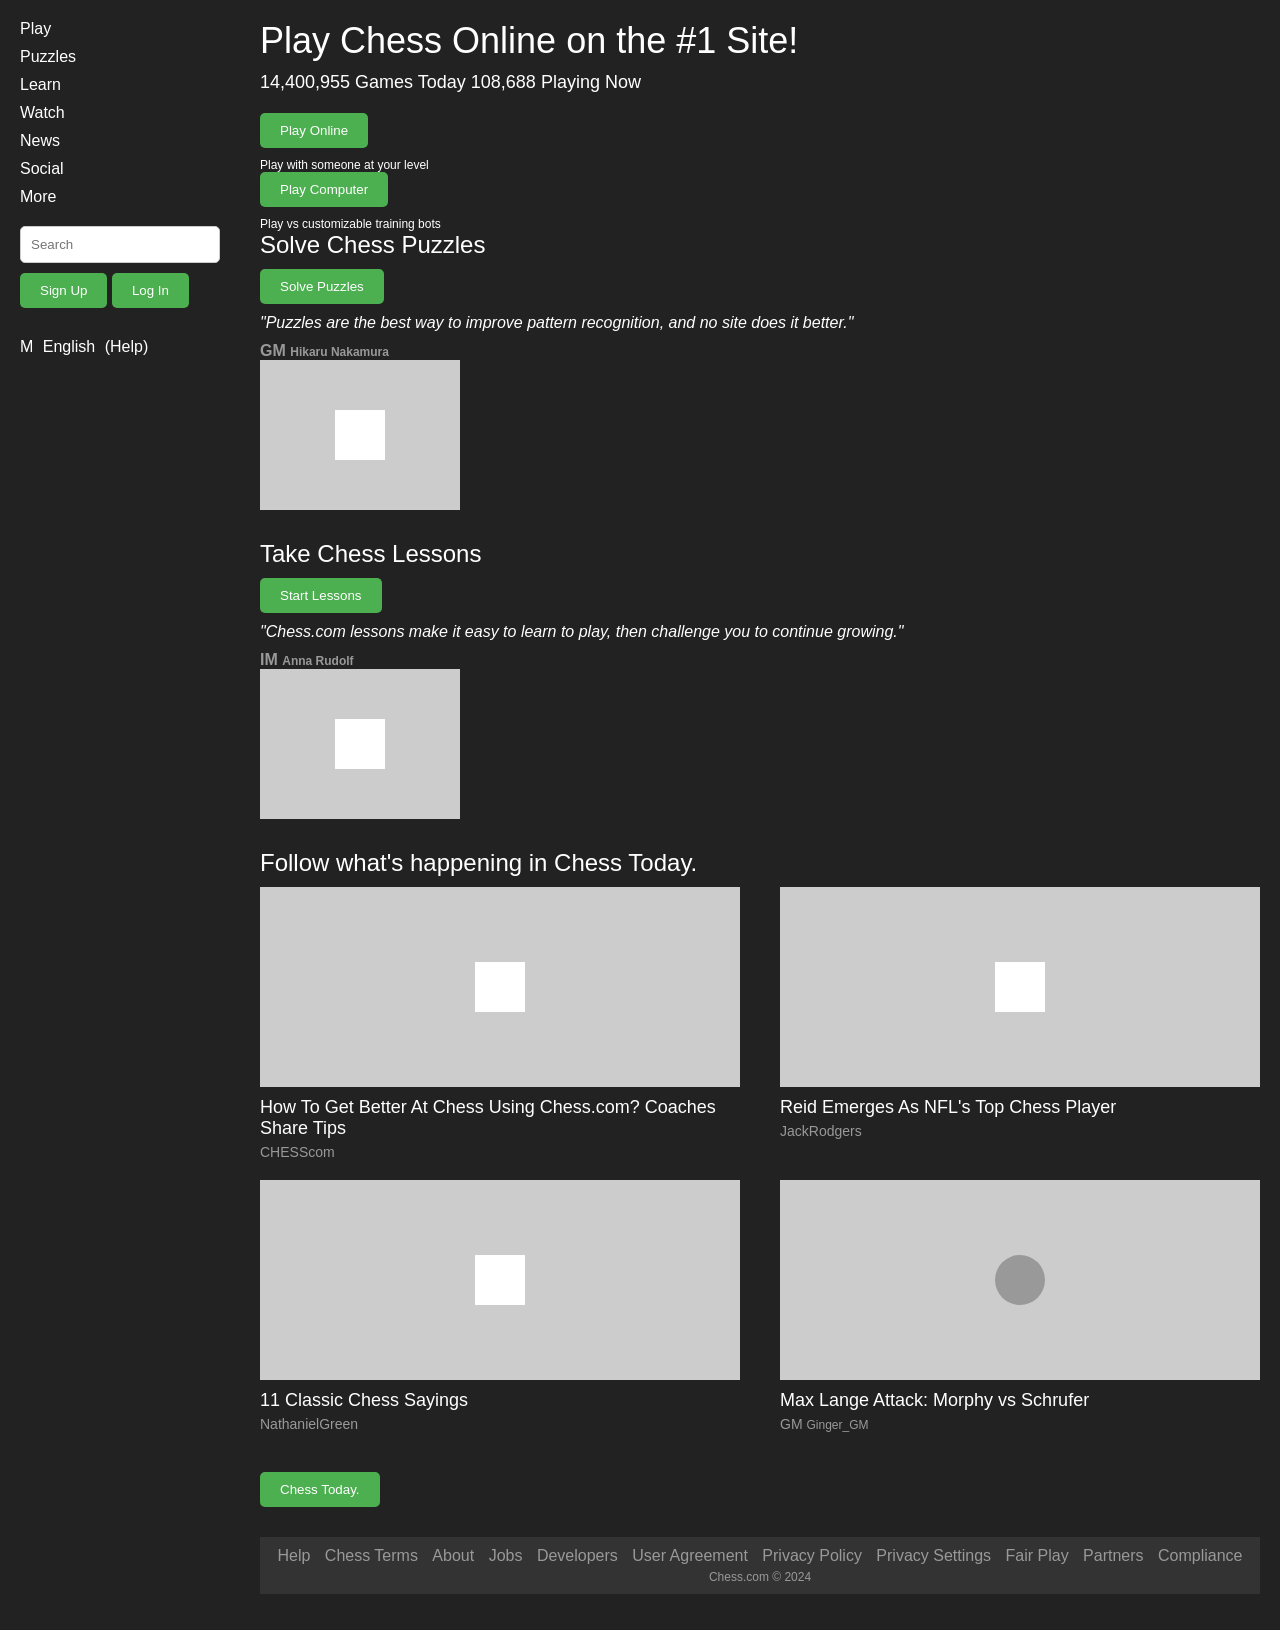 Play
Puzzles
Learn
Watch
News
Social
More
Search
Sign Up
Log In
M English (Help)
Play Chess Online on the #1 Site!
14,400,955 Games Today 108,688 Playing Now
Play Online
Play with someone at your level
Play Computer
Play vs customizable training bots
Solve Chess Puzzles
Solve Puzzles
"Puzzles are the best way to improve pattern recognition, and no site does it better."
GM Hikaru Nakamura
Take Chess Lessons
Start Lessons
"Chess.com lessons make it easy to learn to play, then challenge you to continue growing."
IM Anna Rudolf
Follow what's happening in Chess Today.
How To Get Better At Chess Using Chess.com? Coaches
Share Tips
CHESScom
Reid Emerges As NFL's Top Chess Player
JackRodgers
11 Classic Chess Sayings
NathanielGreen
Max Lange Attack: Morphy vs Schrufer
GM Ginger_GM
Chess Today.
Help Chess Terms About Jobs Developers User Agreement Privacy Policy Privacy Settings Fair Play Partners Compliance
Chess.com © 2024